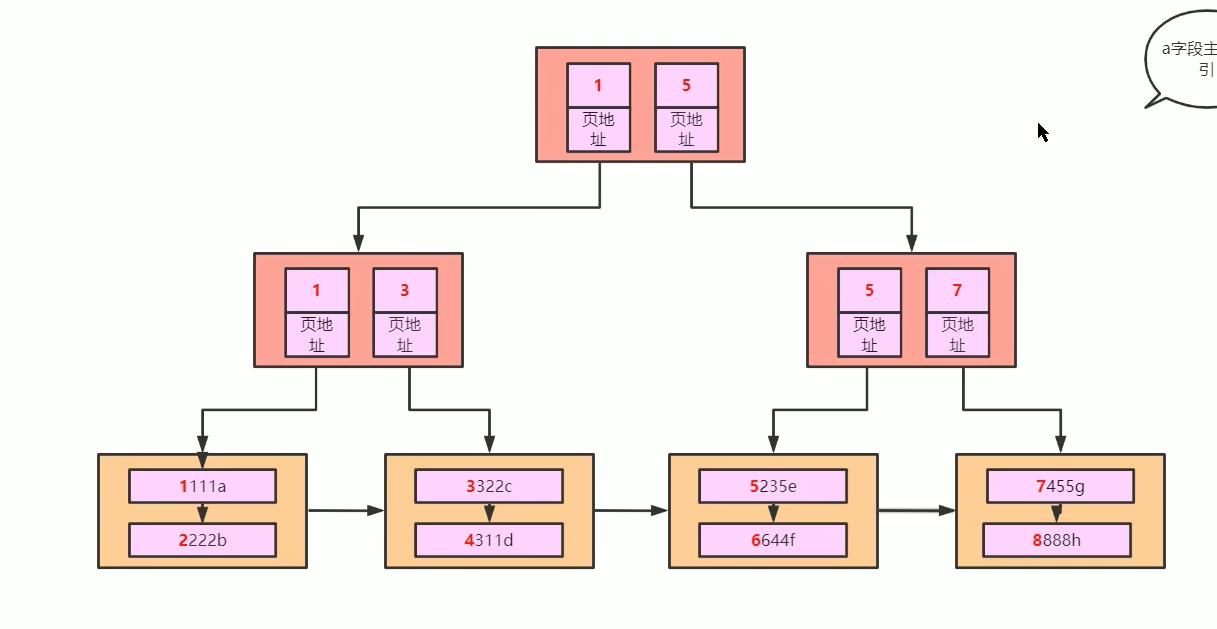 a字段主
引
1 5
页地 页地
址 址
1 3 5 7
页地 页地 页地 页地
址 址 址 址
1111a 3322c 5235e 7455g
2222b 4311d 6644f 8888h